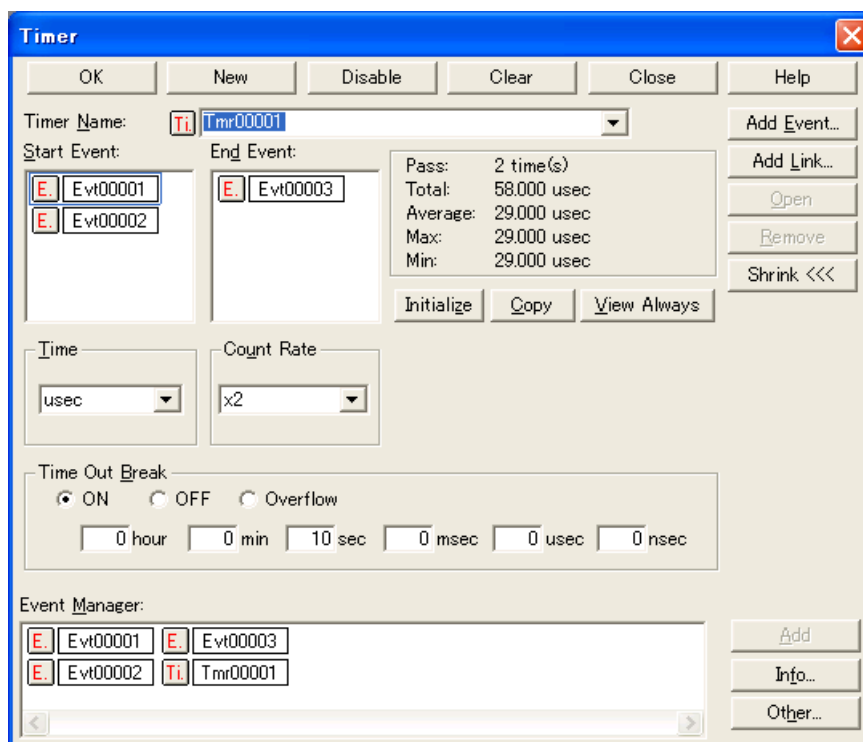 Timer
OK New Disable Clear Close Help
Timer Name: Ti. Tmr00001 Add Event...
Start Event: End Event: Add Link...
E. Evt00001 E. Evt00003 Pass: 2 time(s)
E. Evt00002 Total: 58.000 usec Open
Average: 29.000 usec
Max: 29.000 usec Remove
Min: 29.000 usec
Shrink <<<
Initialize Copy View Always
Time Count Rate
usec x2
Time Out Break
ON OFF Overflow
0 hour 0 min 10 sec 0 msec 0 usec 0 nsec
Event Manager:
E. Evt00001 E. Evt00003 Add
E. Evt00002 Ti. Tmr00001 Info...
Other...